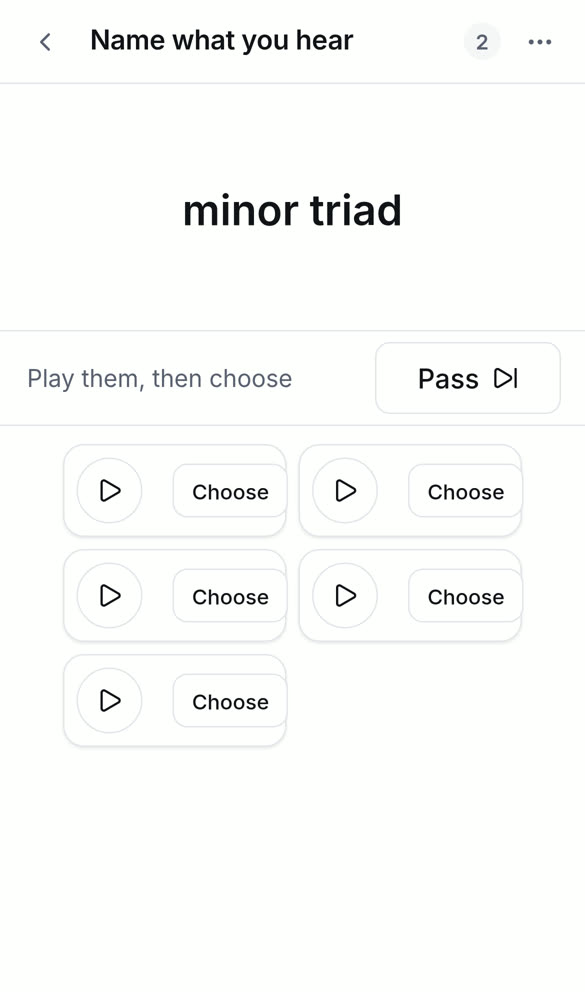 Name what you hear
2
minor triad
Play them, then choose
Pass
Choose
Choose
Choose
Choose
Choose